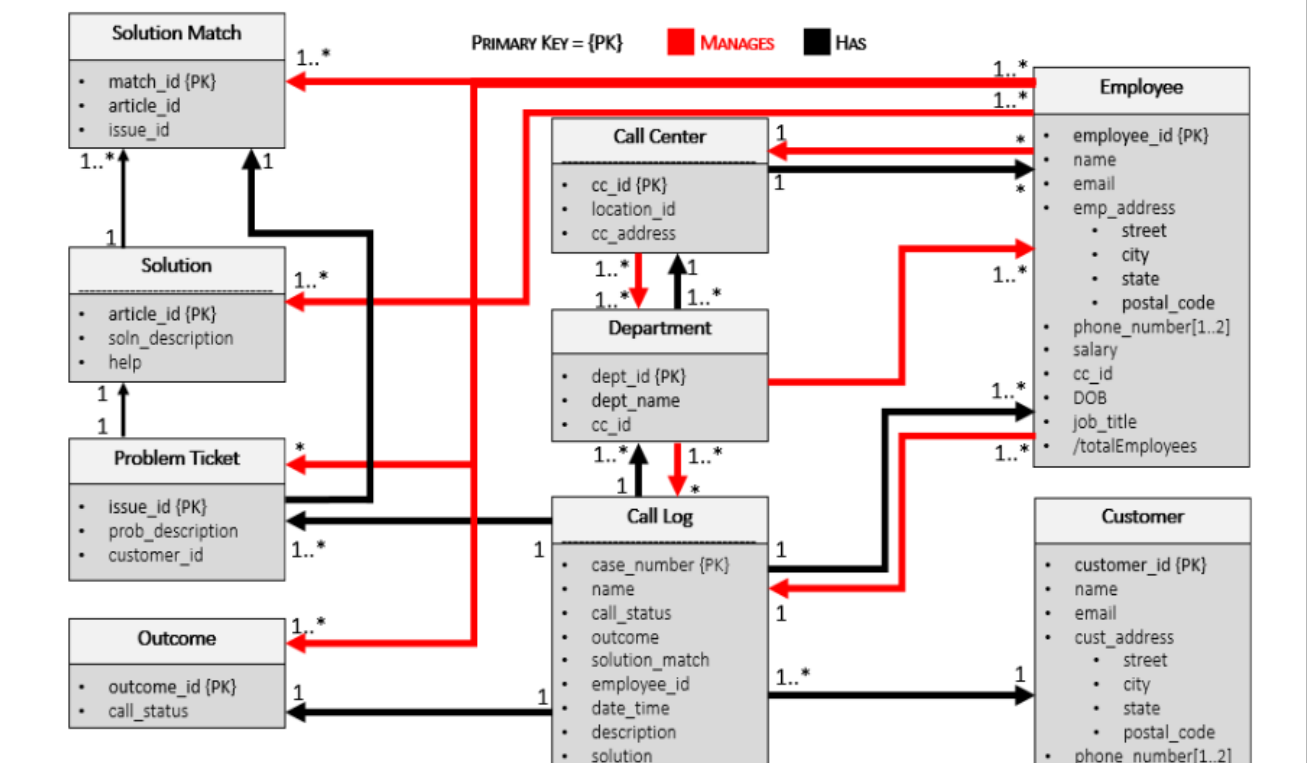 PRIMARY KEY = {PK} MANAGES HAS
Solution Match
• match_id {PK}
• article_id
• issue_id
1..*
1..*
1
1
Solution
• article_id {PK}
• soln_description
• help
1..*
1
1
Problem Ticket
• issue_id {PK}
• prob_description
• customer_id
*
1..*
1
Outcome
• outcome_id {PK}
• call_status
1..*
1
1
Call Center
• cc_id {PK}
• location_id
• cc_address
1
1
1..*
1
1..*
1..*
Department
• dept_id {PK}
• dept_name
• cc_id
1..*
1..*
1
*
Call Log
• case_number {PK}
• name
• call_status
• outcome
• solution_match
• employee_id
• date_time
• description
• solution
1
1
1..*
1
1..*
1..*
*
*
1..*
1..*
1..*
Employee
• employee_id {PK}
• name
• email
• emp_address
• street
• city
• state
• postal_code
• phone_number[1..2]
• salary
• cc_id
• DOB
• job_title
• /totalEmployees
Customer
• customer_id {PK}
• name
• email
• cust_address
• street
• city
• state
• postal_code
• phone_number[1..2]